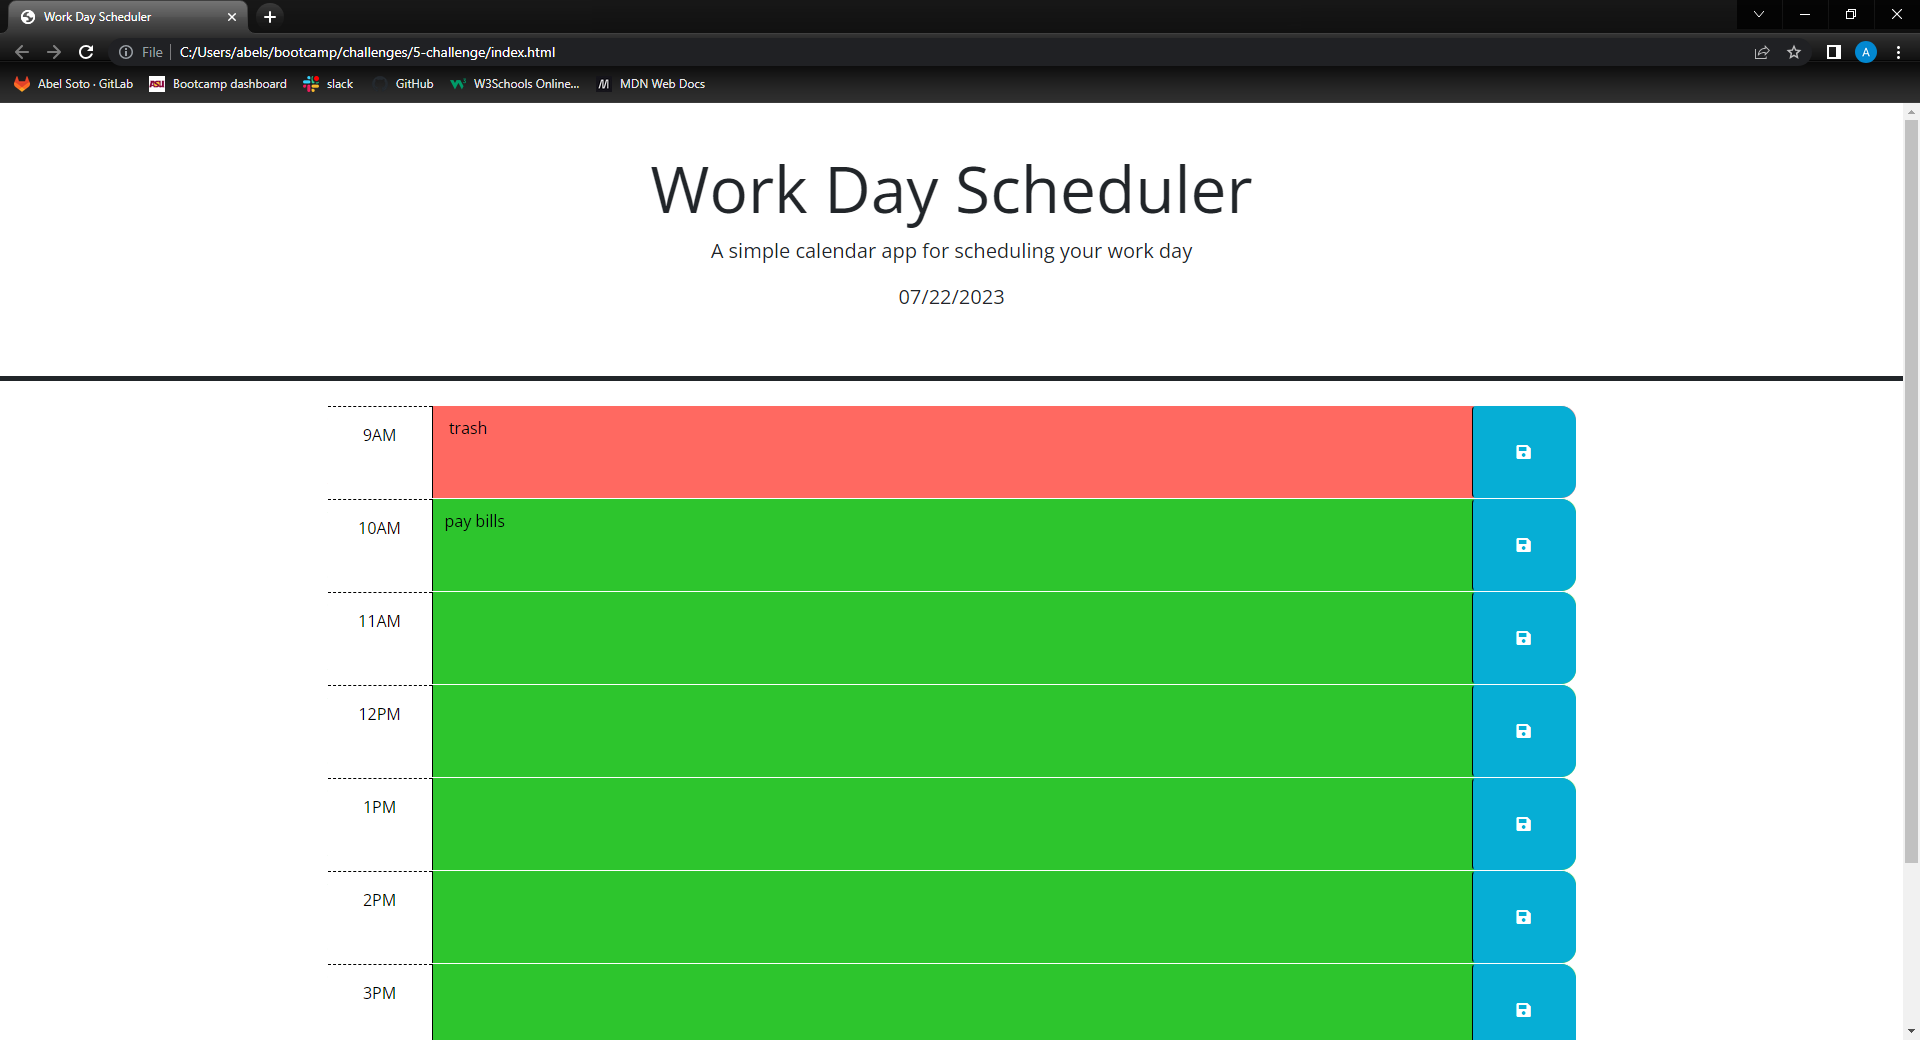 Work Day Scheduler
File C:/Users/abels/bootcamp/challenges/5-challenge/index.html
A
Abel Soto · GitLab
ASU Bootcamp dashboard
slack
GitHub
W3Schools Online...
M MDN Web Docs
Work Day Scheduler
A simple calendar app for scheduling your work day
07/22/2023
9AM trash
10AM pay bills
11AM
12PM
1PM
2PM
3PM